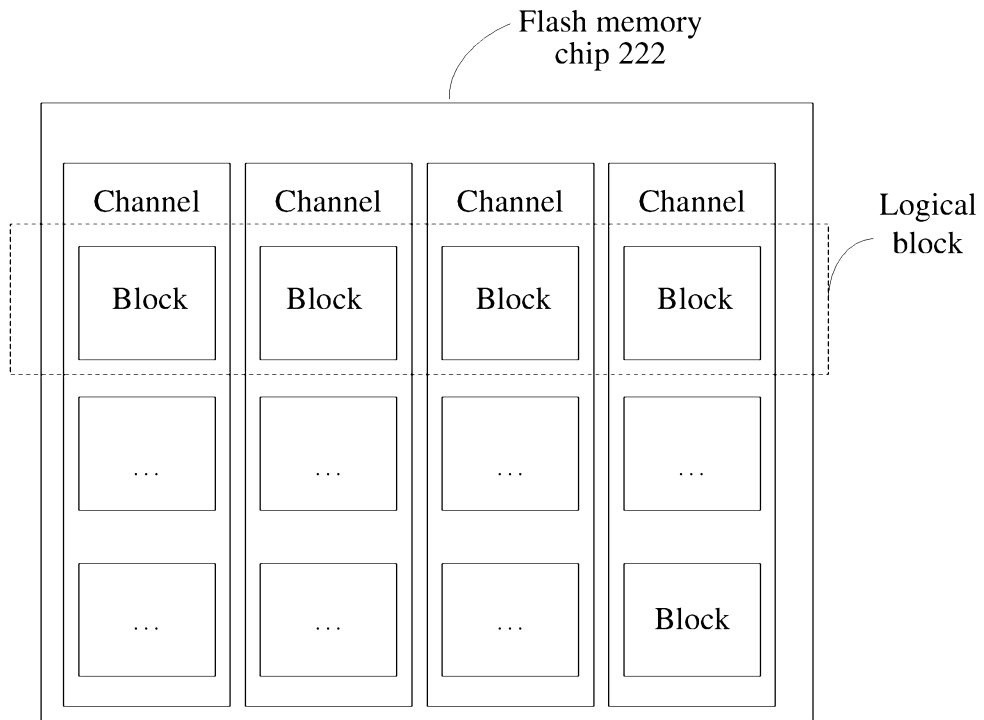 Flash memory
chip 222
Channel Channel Channel Channel
Logical
block
Block Block Block Block
... ... ... ...
... ... ... Block